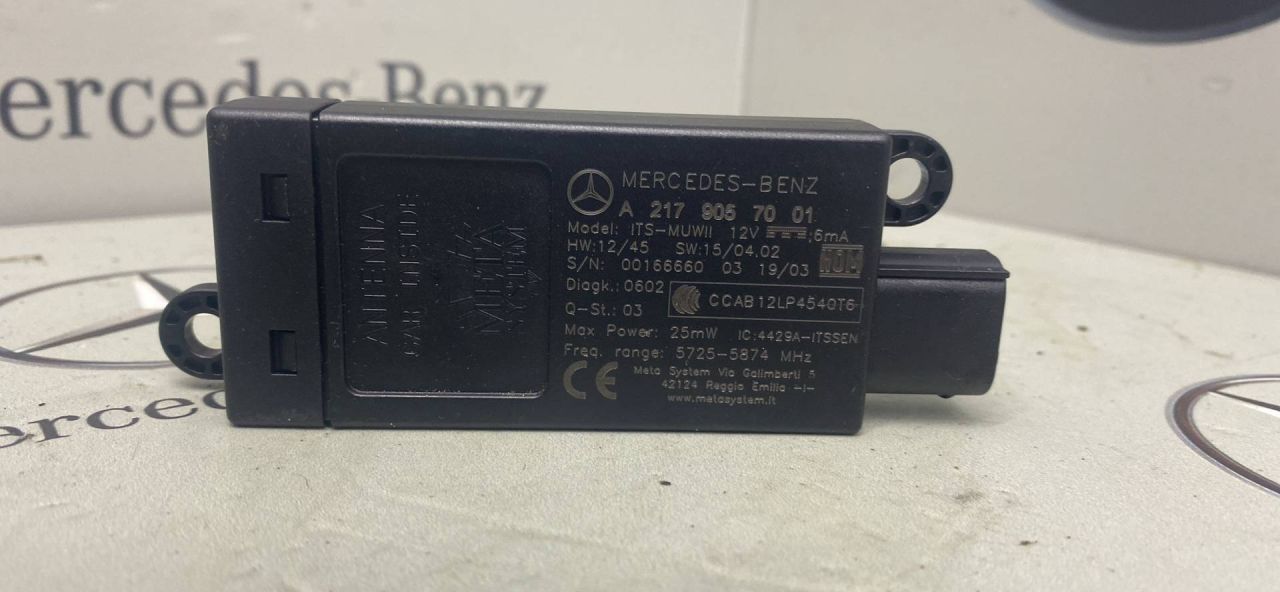 ercedes-Benz
MERCEDES-BENZ
A 217 905 70 01
Model: ITS-MUWII 12V ⎓ ;6mA
HW:12/45 SW:15/04.02
S/N: 00166660 03 19/03 NOM
Diagk.:0602
CCAB12LP4540T6
Q-St.: 03
Max Power: 25mW IC:4429A-ITSSEN
Freq. range: 5725-5874 MHz
CE
Meta System Via Galimberti 5
42124 Reggio Emilia -I-
www.metasystem.it
ANTENNA
CAR INSIDE
META
SYSTEM
erced